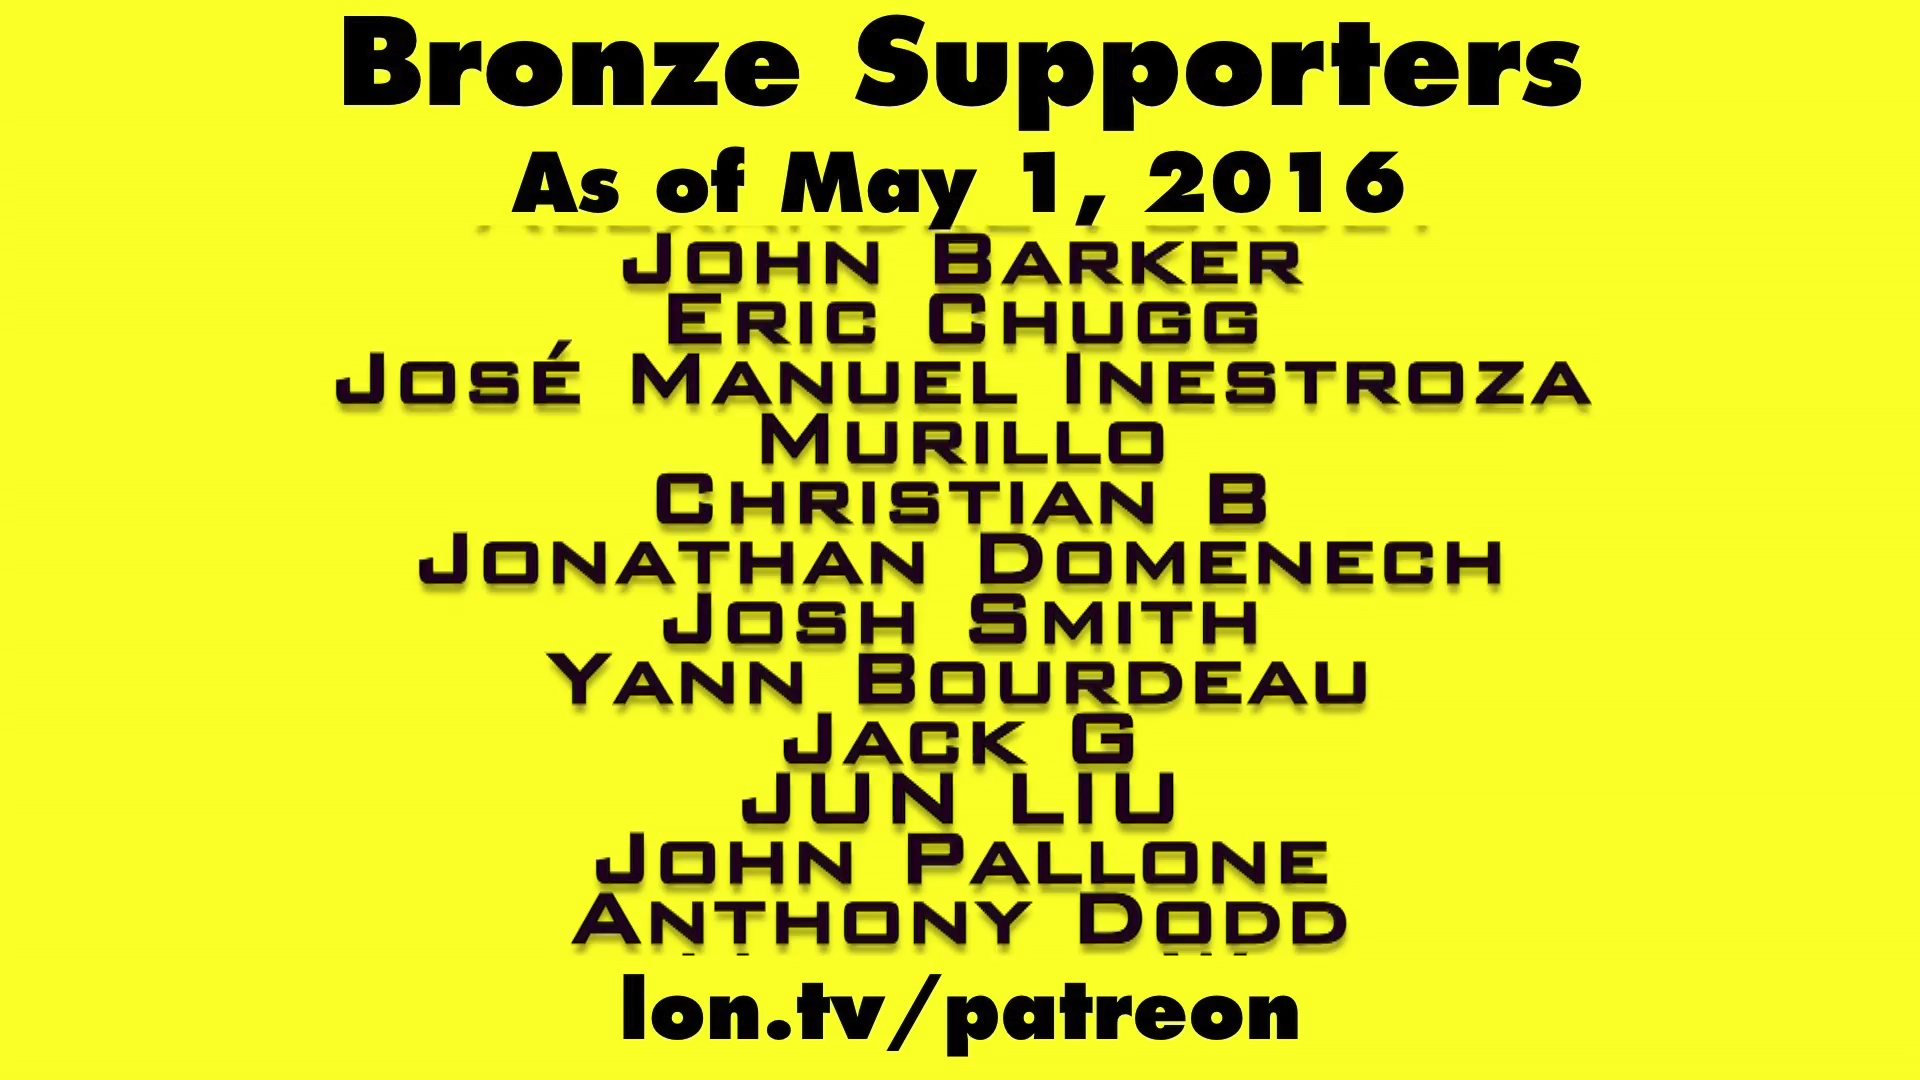 Bronze Supporters
As of May 1, 2016
John Barker
Eric Chugg
José Manuel Inestroza
Murillo
Christian B
Jonathan Domenech
Josh Smith
Yann Bourdeau
Jack G
JUN LIU
John Pallone
Anthony Dodd
lon.tv/patreon